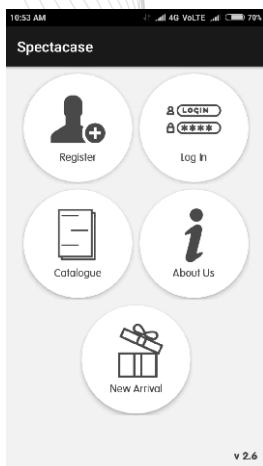 10:53 AM 4G VoLTE 70%
Spectacase
LOGIN
****
Register Log In
Catalogue About Us
New Arrival
v 2.6